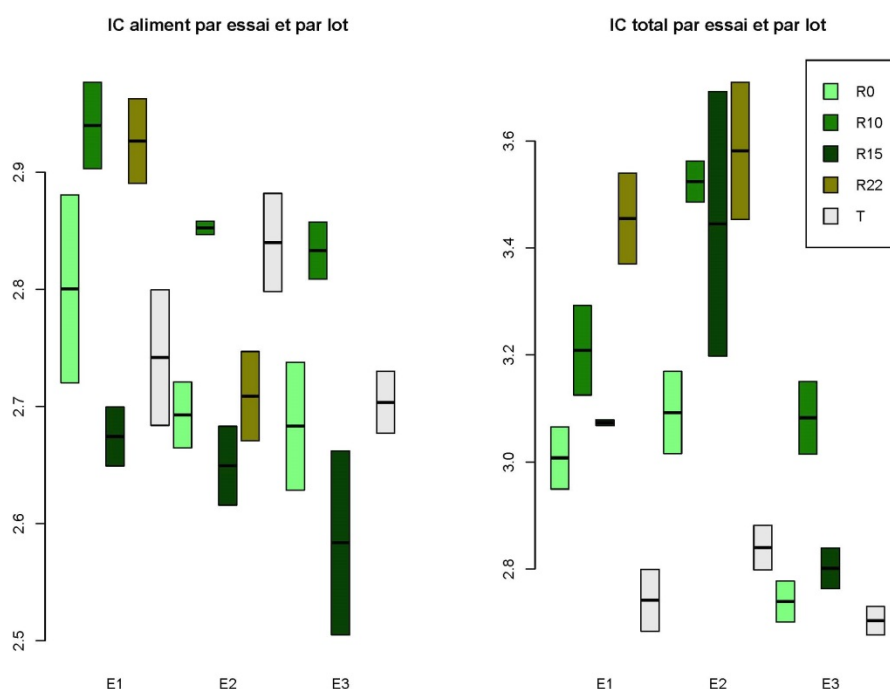 IC aliment par essai et par lot
2.9
2.8
2.7
2.6
2.5
E1 E2 E3
IC total par essai et par lot
3.6
3.4
3.2
3.0
2.8
E1 E2 E3
R0
R10
R15
R22
T